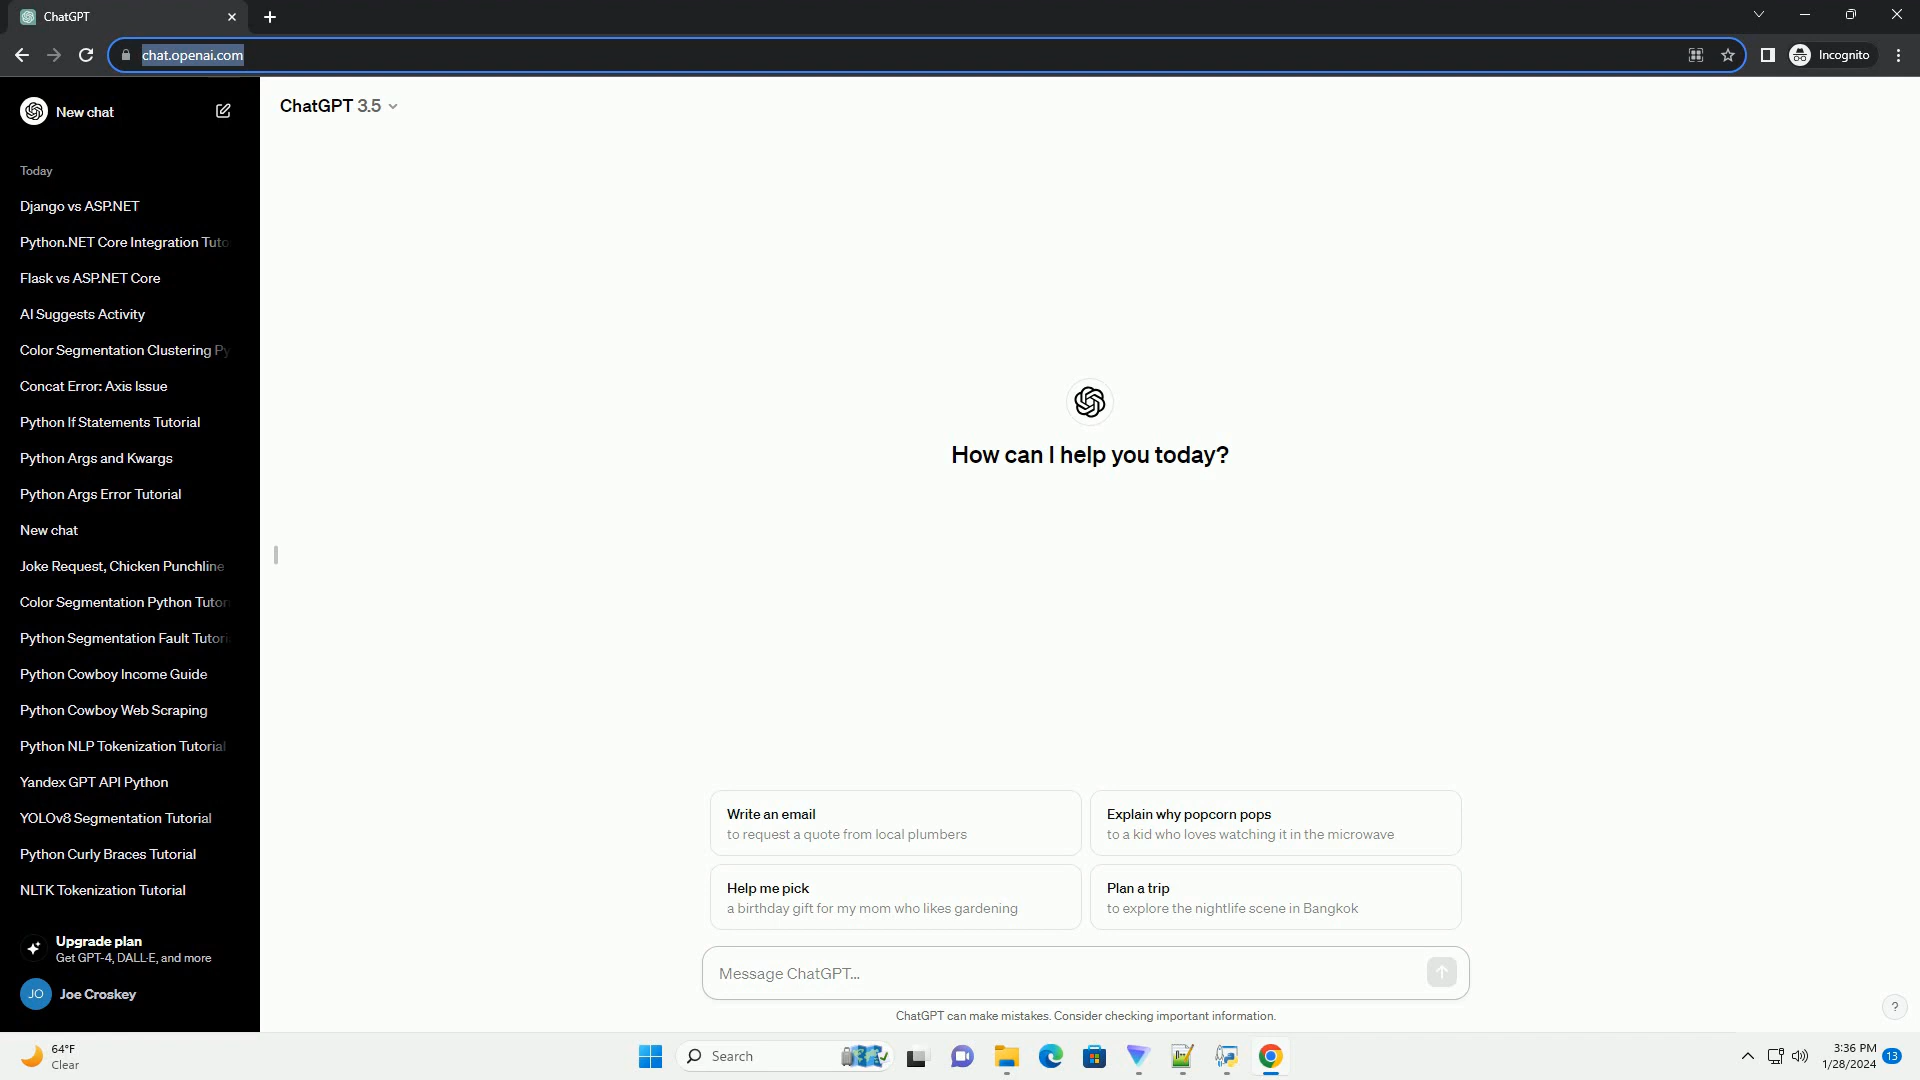 ChatGPT
chat.openai.com
Incognito
New chat
ChatGPT 3.5
Today
Django vs ASP.NET
Python.NET Core Integration Tuto
Flask vs ASP.NET Core
AI Suggests Activity
Color Segmentation Clustering Py
Concat Error: Axis Issue
Python If Statements Tutorial
Python Args and Kwargs
Python Args Error Tutorial
New chat
Joke Request, Chicken Punchline
Color Segmentation Python Tutor
Python Segmentation Fault Tutori
Python Cowboy Income Guide
Python Cowboy Web Scraping
Python NLP Tokenization Tutorial
Yandex GPT API Python
YOLOv8 Segmentation Tutorial
Python Curly Braces Tutorial
NLTK Tokenization Tutorial
Upgrade plan
Get GPT-4, DALL·E, and more
JO
Joe Croskey
How can I help you today?
Write an email
to request a quote from local plumbers
Explain why popcorn pops
to a kid who loves watching it in the microwave
Help me pick
a birthday gift for my mom who likes gardening
Plan a trip
to explore the nightlife scene in Bangkok
Message ChatGPT...
ChatGPT can make mistakes. Consider checking important information.
?
64°F
Clear
Search
3:36 PM
1/28/2024
13